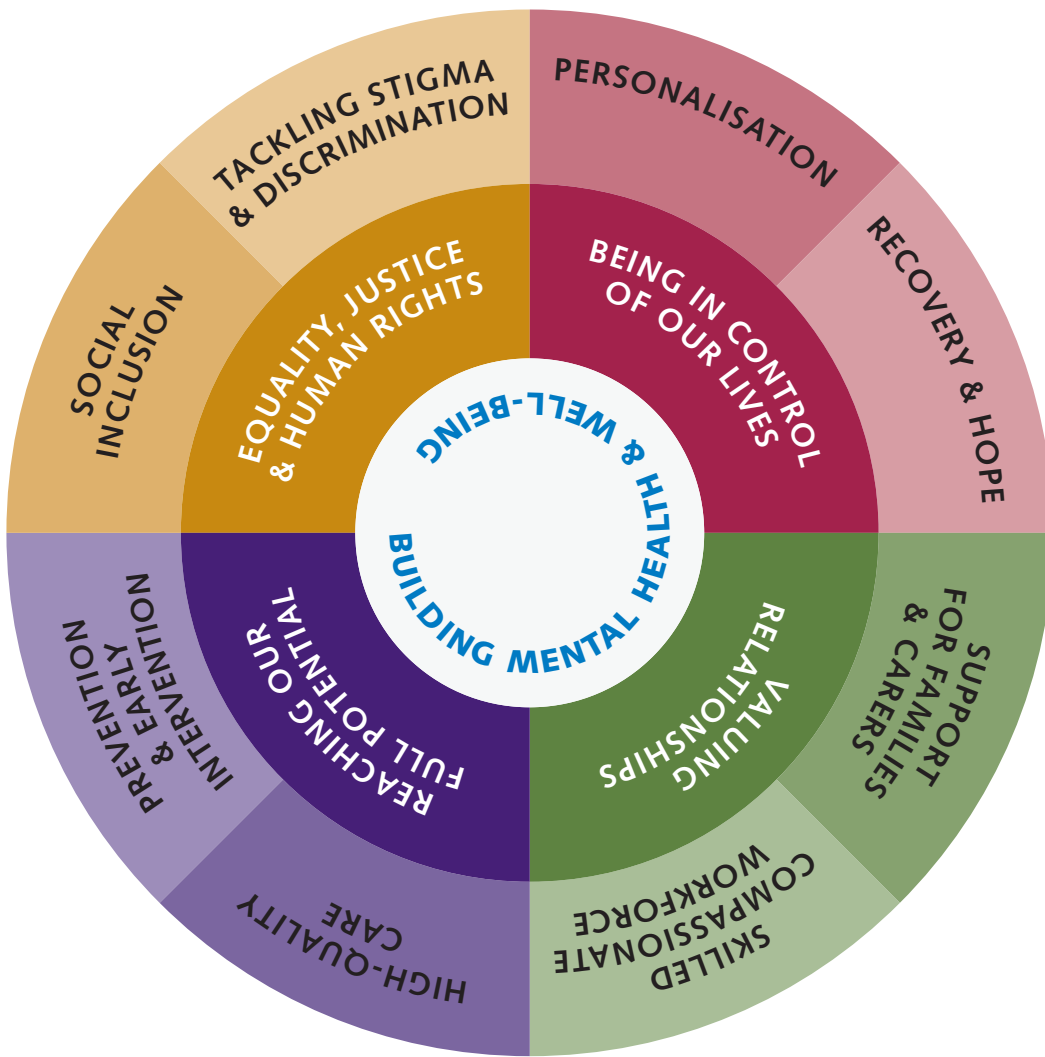 BUILDING MENTAL HEALTH & WELL-BEING
BEING IN CONTROL
OF OUR LIVES
PERSONALISATION
RECOVERY & HOPE
VALUING
RELATIONSHIPS
SUPPORT
FOR FAMILIES
& CARERS
SKILLED
COMPASSIONATE
WORKFORCE
REACHING OUR
FULL POTENTIAL
HIGH-QUALITY
CARE
PREVENTION
& EARLY
INTERVENTION
EQUALITY, JUSTICE
& HUMAN RIGHTS
SOCIAL
INCLUSION
TACKLING STIGMA
& DISCRIMINATION